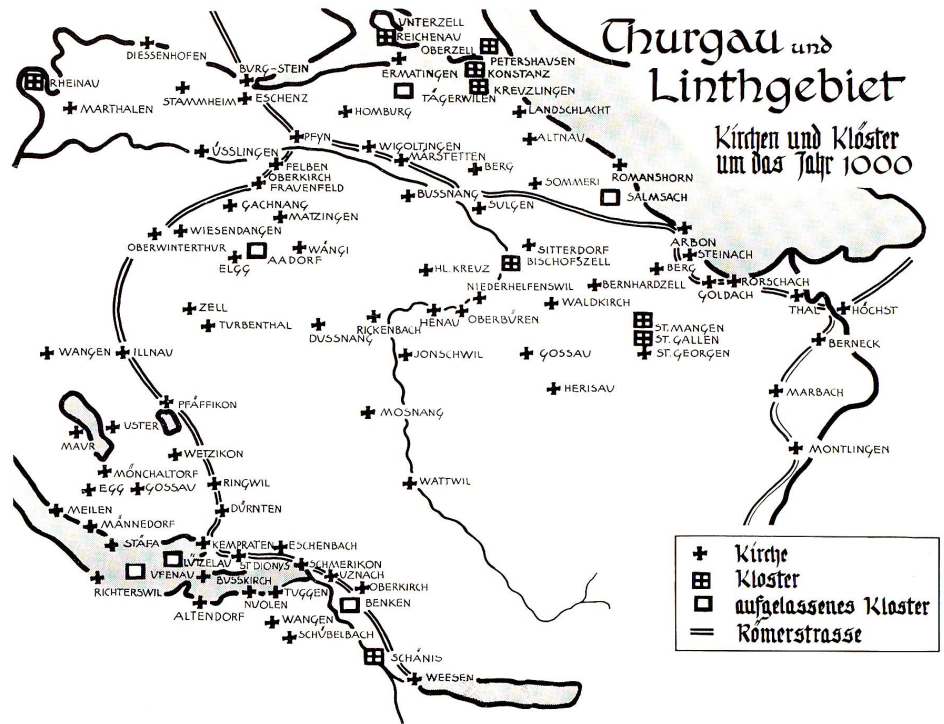 Thurgau und
Linthgebiet
Kirchen und Klöster
um das Jahr 1000
UNTERZELL
REICHENAU
OBERZELL
DIESSENHOFEN
PETERSHAUSEN
BURG-STEIN
ERMATINGEN
KONSTANZ
RHEINAU
STAMMHEIM
ESCHENZ
TÄGERWILEN
KREUZLINGEN
MARTHALEN
HOMBURG
LANDSCHLACHT
PFYN
ALTNAU
WIGOLTINGEN
ÜSSLINGEN
MÄRSTETTEN
FELBEN
BERG
ROMANSHORN
OBERKIRCH
FRAUENFELD
SOMMERI
BUSSNANG
SALMSACH
GACHNANG
SULGEN
MATZINGEN
WIESENDANGEN
ARBON
OBERWINTERTHUR
WÄNGI
SITTERDORF
STEINACH
ELGG
AADORF
BISCHOFSZELL
HL. KREUZ
BERG
RORSCHACH
NIEDERHELFENSWIL
BERNHARDZELL
GOLDACH
ZELL
WALDKIRCH
THAL
HÖCHST
RICKENBACH
HENAU
OBERBÜREN
TURBENTHAL
ST. MANGEN
DUSSNANG
ST. GALLEN
BERNECK
WANGEN
ILLNAU
JONSCHWIL
GOSSAU
ST. GEORGEN
HERISAU
MARBACH
PFÄFFIKON
MOSNANG
USTER
MAUR
MONTLINGEN
WETZIKON
MÖNCHALTORF
EGG
GOSSAU
RINGWIL
WATTWIL
MEILEN
DÜRNTEN
MÄNNEDORF
STÄFA
KEMPRATEN
ESCHENBACH
LÜTZELAU
ST DIONYS
SCHMERIKON
UFENAU
BUSSKIRCH
UZNACH
RICHTERSWIL
OBERKIRCH
TUGGEN
NUOLEN
BENKEN
ALTENDORF
WANGEN
SCHÜBELBACH
SCHÄNIS
WEESEN
Kirche
Kloster
aufgelassenes Kloster
Römerstrasse